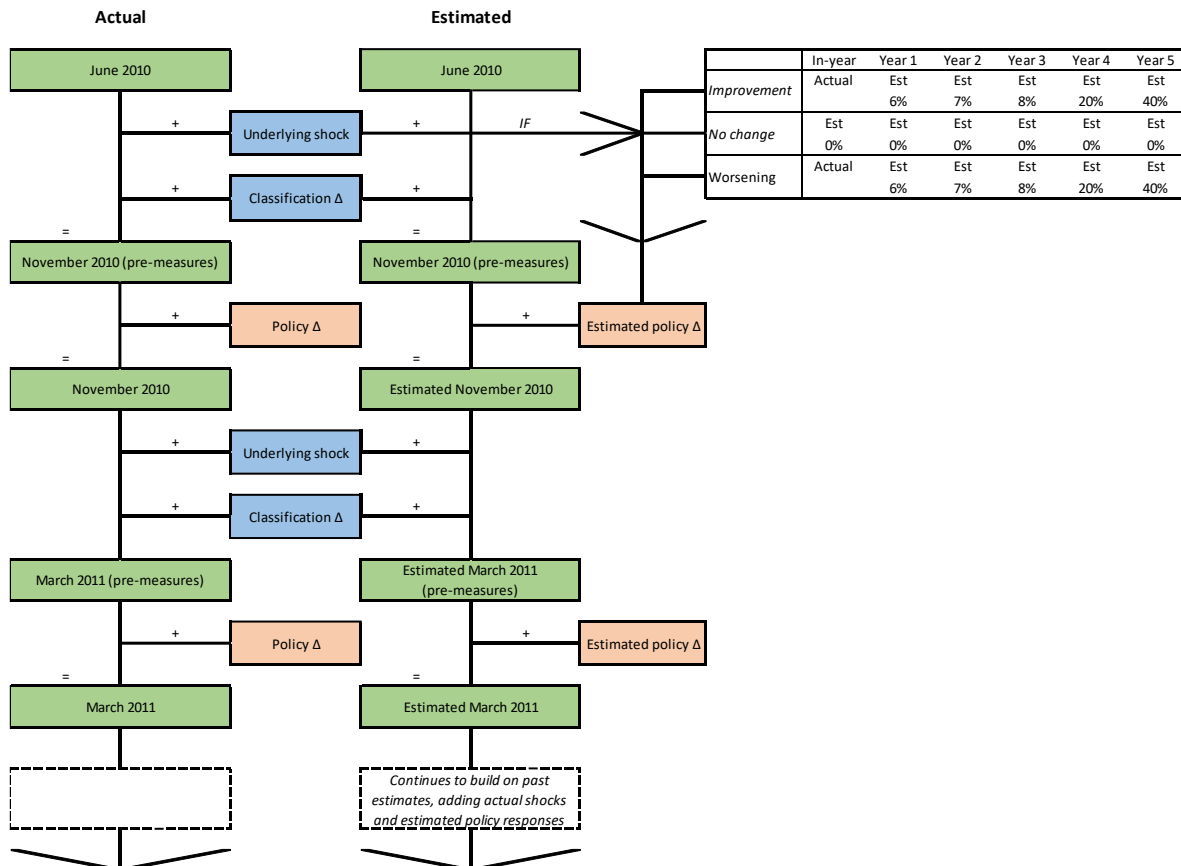 Actual Estimated
June 2010 June 2010
In-year Year 1 Year 2 Year 3 Year 4 Year 5
Improvement Actual Est Est Est Est Est
6% 7% 8% 20% 40%
No change Est Est Est Est Est Est
0% 0% 0% 0% 0% 0%
Worsening Actual Est Est Est Est Est
6% 7% 8% 20% 40%
+ Underlying shock + IF
+ Classification Δ +
= =
November 2010 (pre-measures) November 2010 (pre-measures)
+ Policy Δ + Estimated policy Δ
= =
November 2010 Estimated November 2010
+ Underlying shock +
+ Classification Δ +
March 2011 (pre-measures) Estimated March 2011
(pre-measures)
+ Policy Δ + Estimated policy Δ
= =
March 2011 Estimated March 2011
Continues to build on past
estimates, adding actual shocks
and estimated policy responses